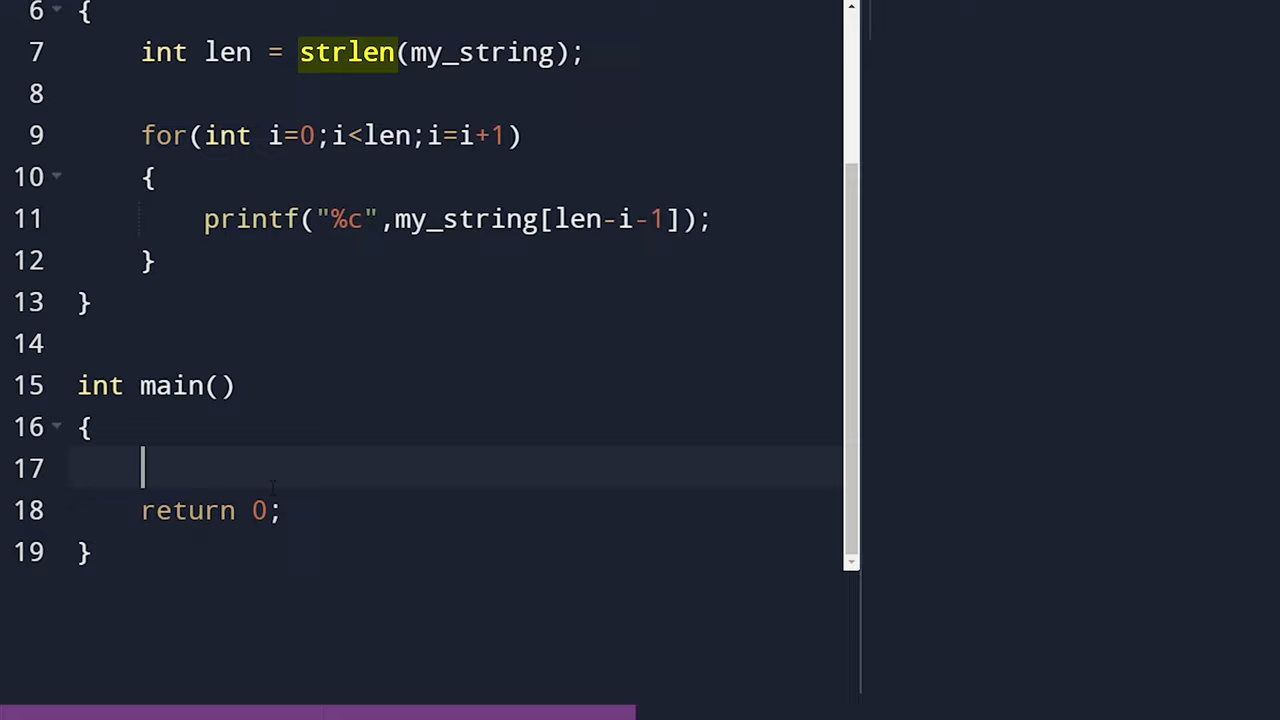 6 {
7 int len = strlen(my_string);
8
9 for(int i=0;i<len;i=i+1)
10 {
11 printf("%c",my_string[len-i-1]);
12 }
13 }
14
15 int main()
16 {
17
18 return 0;
19 }